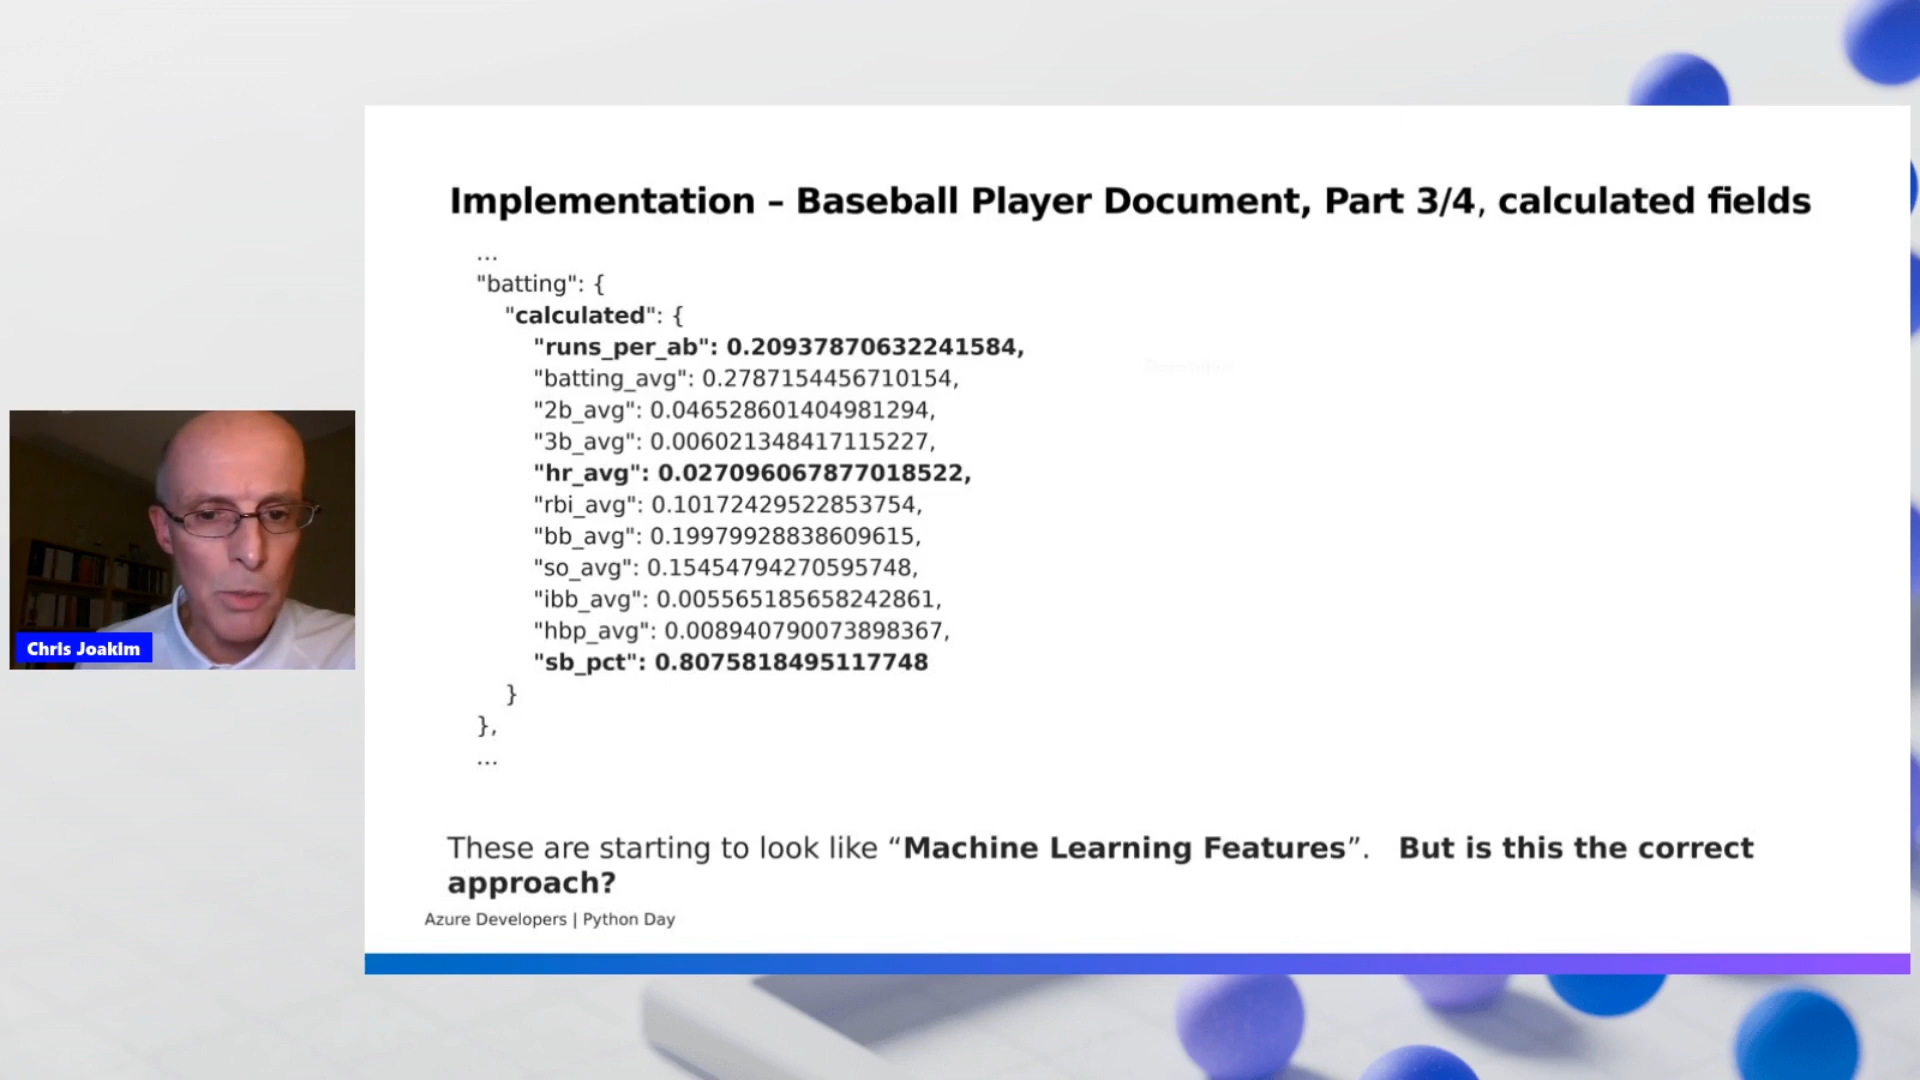 Implementation – Baseball Player Document, Part 3/4, calculated fields
...
"batting": {
"calculated": {
"runs_per_ab": 0.20937870632241584,
"batting_avg": 0.2787154456710154,
"2b_avg": 0.046528601404981294,
"3b_avg": 0.006021348417115227,
"hr_avg": 0.027096067877018522,
"rbi_avg": 0.10172429522853754,
"bb_avg": 0.19979928838609615,
"so_avg": 0.15454794270595748,
"ibb_avg": 0.005565185658242861,
"hbp_avg": 0.008940790073898367,
"sb_pct": 0.8075818495117748
}
},
...
Chris Joakim
These are starting to look like “Machine Learning Features”. But is this the correct
approach?
Azure Developers | Python Day